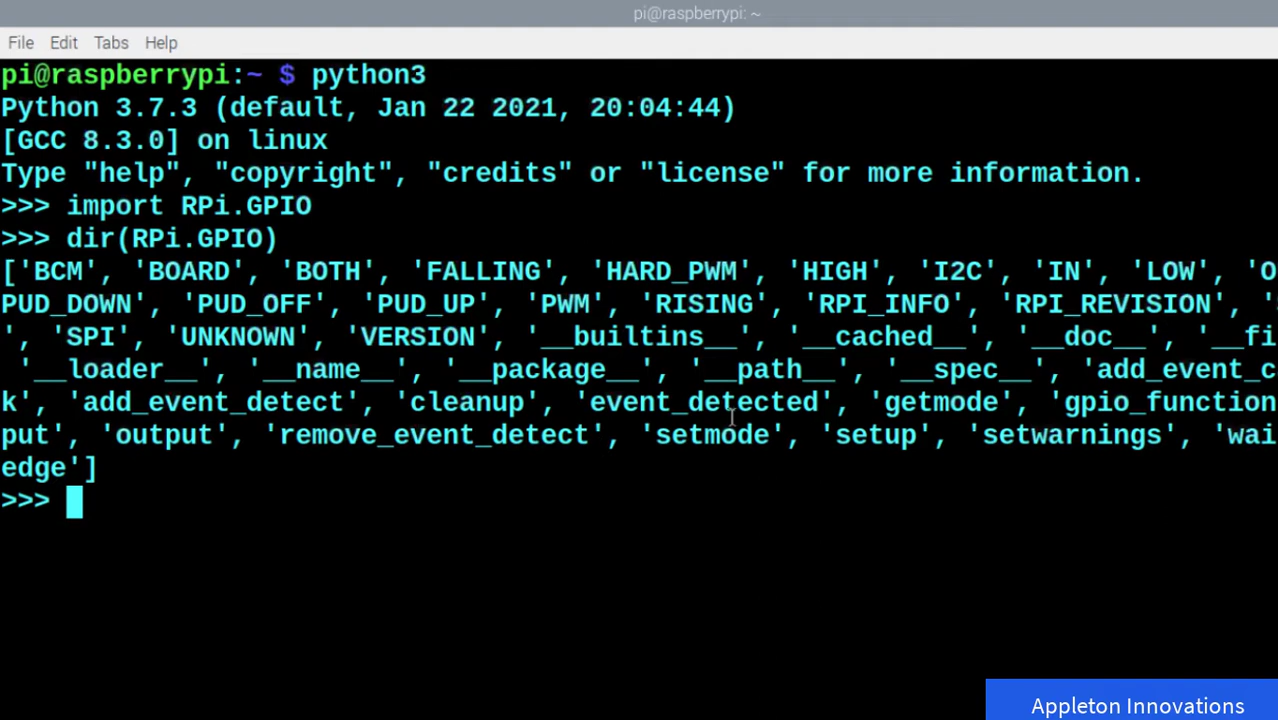 pi@raspberrypi: ~
File Edit Tabs Help
pi@raspberrypi:~ $ python3
Python 3.7.3 (default, Jan 22 2021, 20:04:44)
[GCC 8.3.0] on linux
Type "help", "copyright", "credits" or "license" for more information.
>>> import RPi.GPIO
>>> dir(RPi.GPIO)
['BCM', 'BOARD', 'BOTH', 'FALLING', 'HARD_PWM', 'HIGH', 'I2C', 'IN', 'LOW', 'O
PUD_DOWN', 'PUD_OFF', 'PUD_UP', 'PWM', 'RISING', 'RPI_INFO', 'RPI_REVISION', '
', 'SPI', 'UNKNOWN', 'VERSION', '__builtins__', '__cached__', '__doc__', '__fi
'__loader__', '__name__', '__package__', '__path__', '__spec__', 'add_event_c
k', 'add_event_detect', 'cleanup', 'event_detected', 'getmode', 'gpio_function
put', 'output', 'remove_event_detect', 'setmode', 'setup', 'setwarnings', 'wai
edge']
>>>
Appleton Innovations